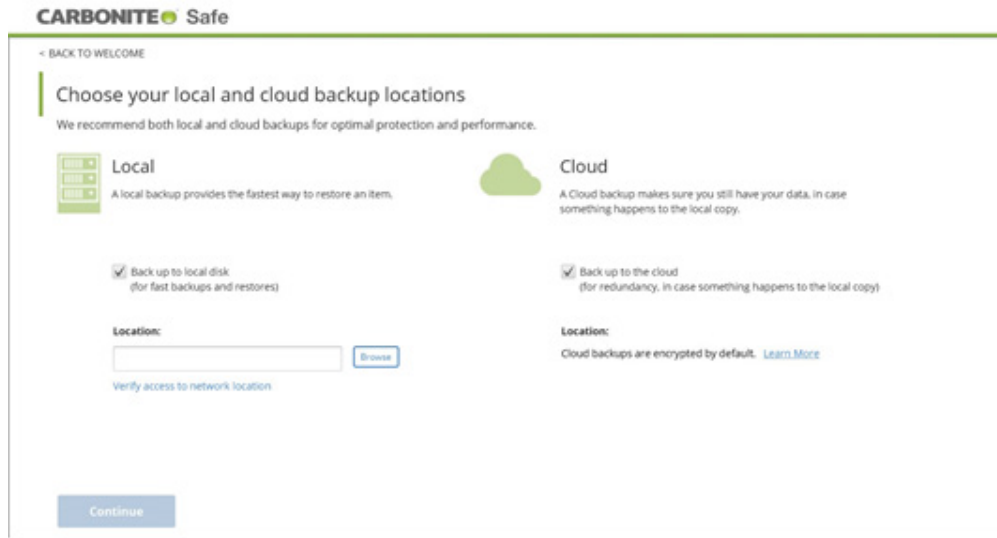 CARBONITE Safe
< BACK TO WELCOME
Choose your local and cloud backup locations
We recommend both local and cloud backups for optimal protection and performance.
Local
A local backup provides the fastest way to restore an item.
Back up to local disk
(for fast backups and restores)
Location:
Browse
Verify access to network location
Cloud
A Cloud backup makes sure you still have your data, in case
something happens to the local copy.
Back up to the cloud
(for redundancy, in case something happens to the local copy)
Location:
Cloud backups are encrypted by default. Learn More
Continue